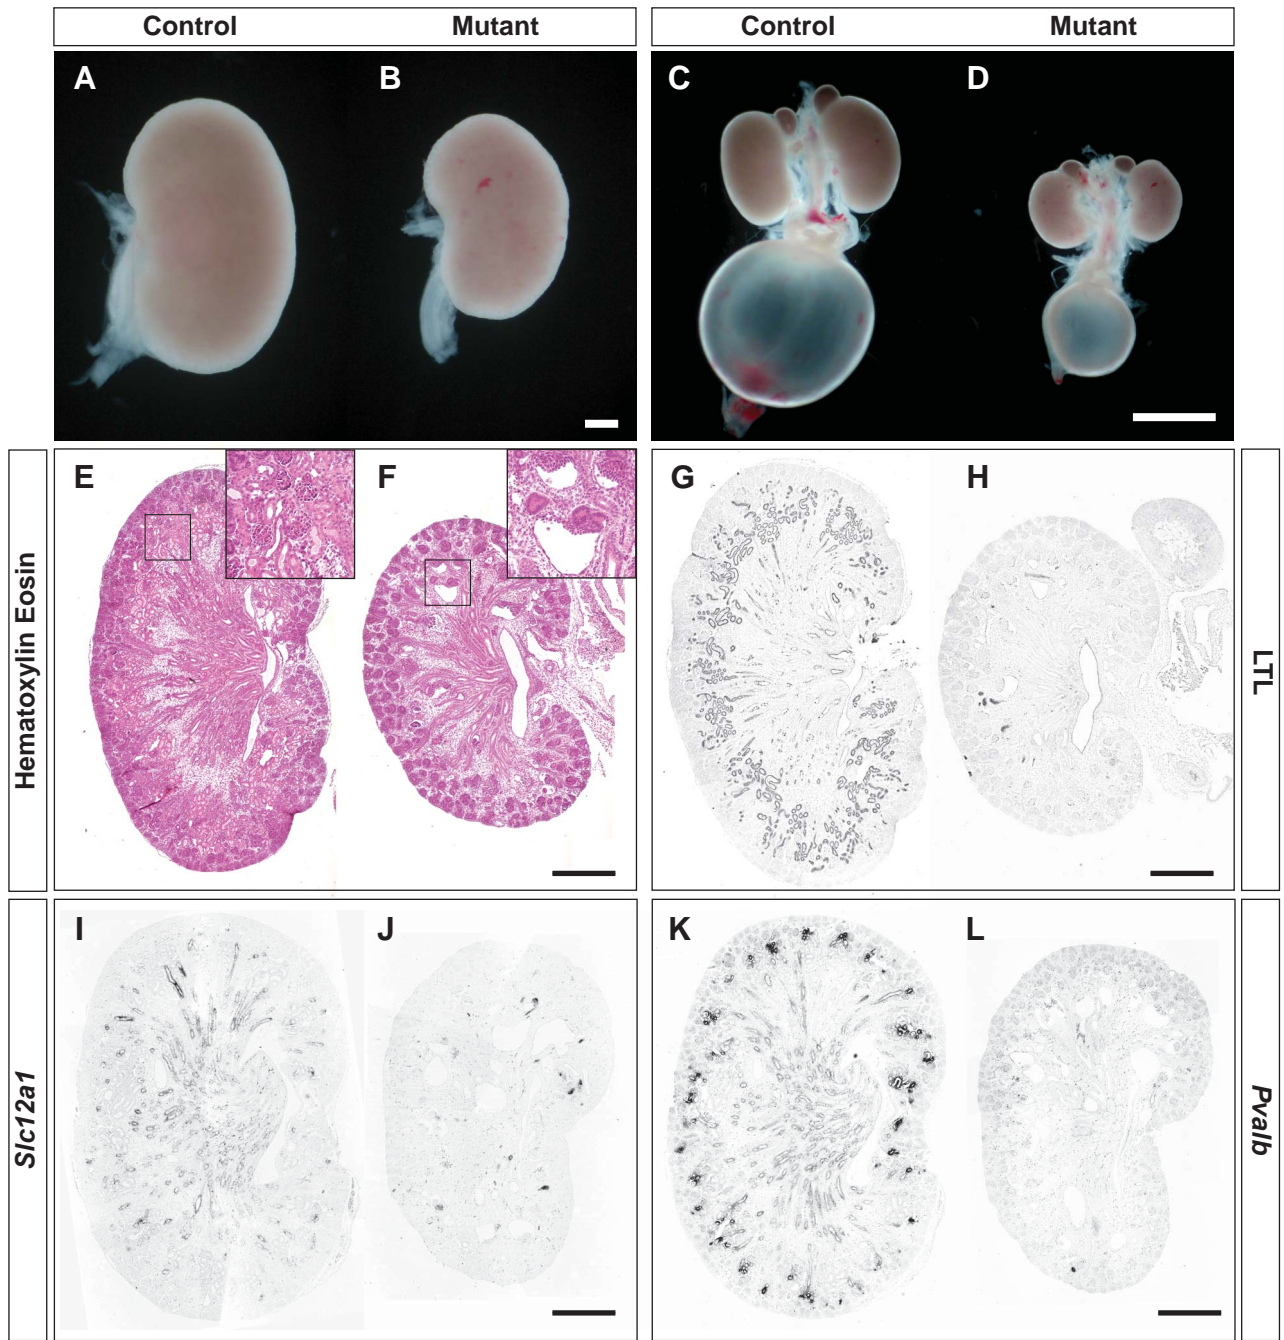 Control Mutant Control Mutant
A B C D
Hematoxylin Eosin
E F G H
LTL
Slc12a1
I J K L
Pvalb